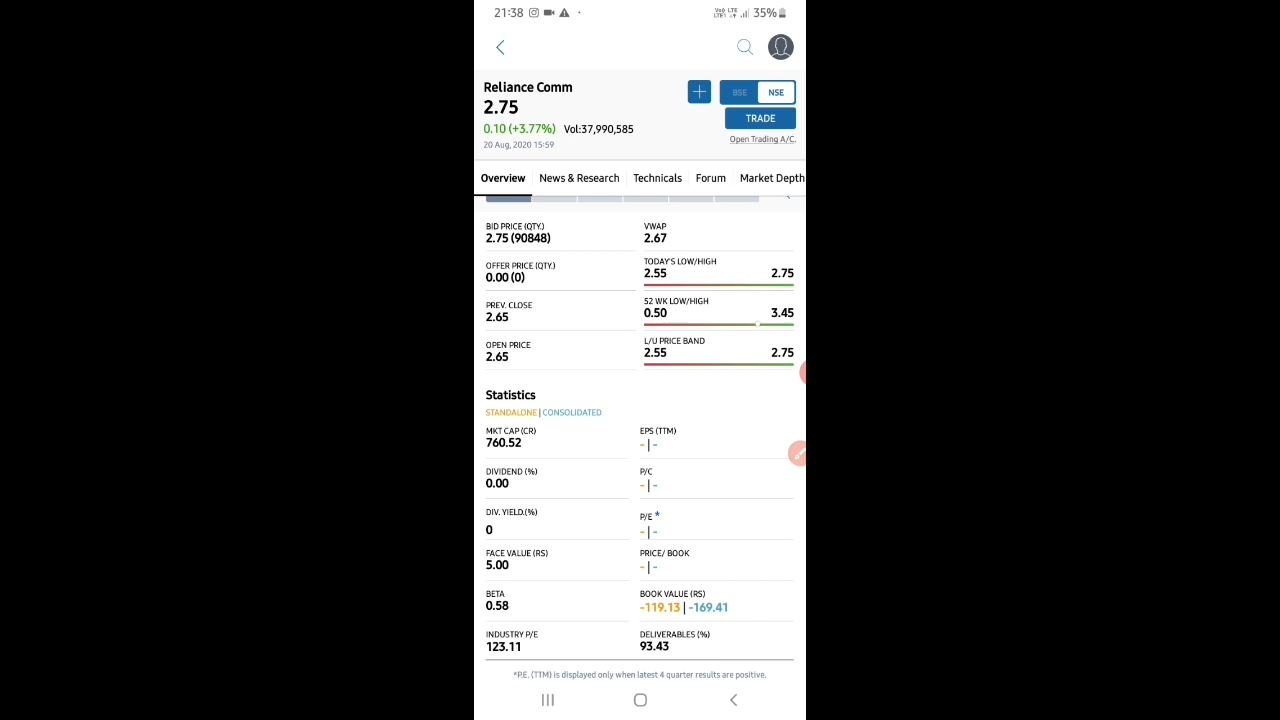 21:38
VoO LTE
LTE1
35%
Reliance Comm
2.75
0.10 (+3.77%) Vol:37,990,585
20 Aug, 2020 15:59
BSE NSE
TRADE
Open Trading A/C.
Overview News & Research Technicals Forum Market Depth
BID PRICE (QTY.)
2.75 (90848)
VWAP
2.67
OFFER PRICE (QTY.)
0.00 (0)
TODAY'S LOW/HIGH
2.55 2.75
PREV. CLOSE
2.65
52 WK LOW/HIGH
0.50 3.45
OPEN PRICE
2.65
L/U PRICE BAND
2.55 2.75
Statistics
STANDALONE | CONSOLIDATED
MKT CAP (CR)
760.52
EPS (TTM)
- | -
DIVIDEND (%)
0.00
P/C
- | -
DIV. YIELD.(%)
0
P/E *
- | -
FACE VALUE (RS)
5.00
PRICE/ BOOK
- | -
BETA
0.58
BOOK VALUE (RS)
-119.13 | -169.41
INDUSTRY P/E
123.11
DELIVERABLES (%)
93.43
*P.E. (TTM) is displayed only when latest 4 quarter results are positive.